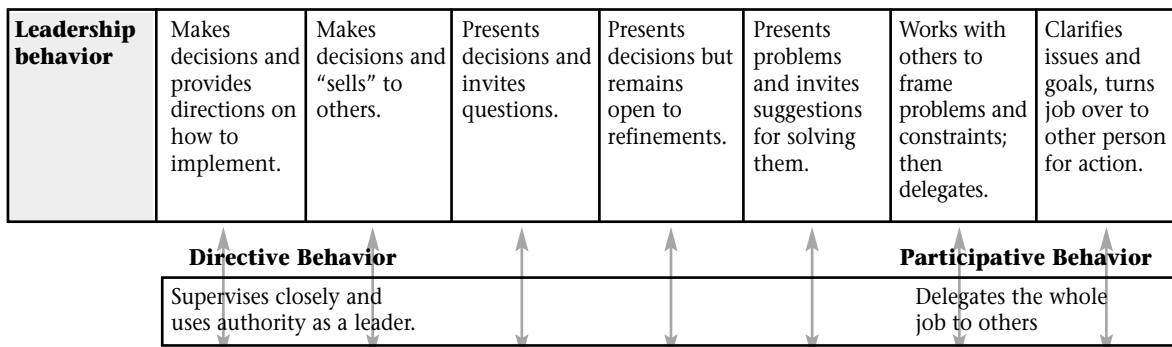 Leadership
behavior
Makes
decisions and
provides
directions on
how to
implement.
Makes
decisions and
“sells” to
others.
Presents
decisions and
invites
questions.
Presents
decisions but
remains
open to
refinements.
Presents
problems
and invites
suggestions
for solving
them.
Works with
others to
frame
problems and
constraints;
then
delegates.
Clarifies
issues and
goals, turns
job over to
other person
for action.
Directive Behavior
Participative Behavior
Supervises closely and
uses authority as a leader.
Delegates the whole
job to others